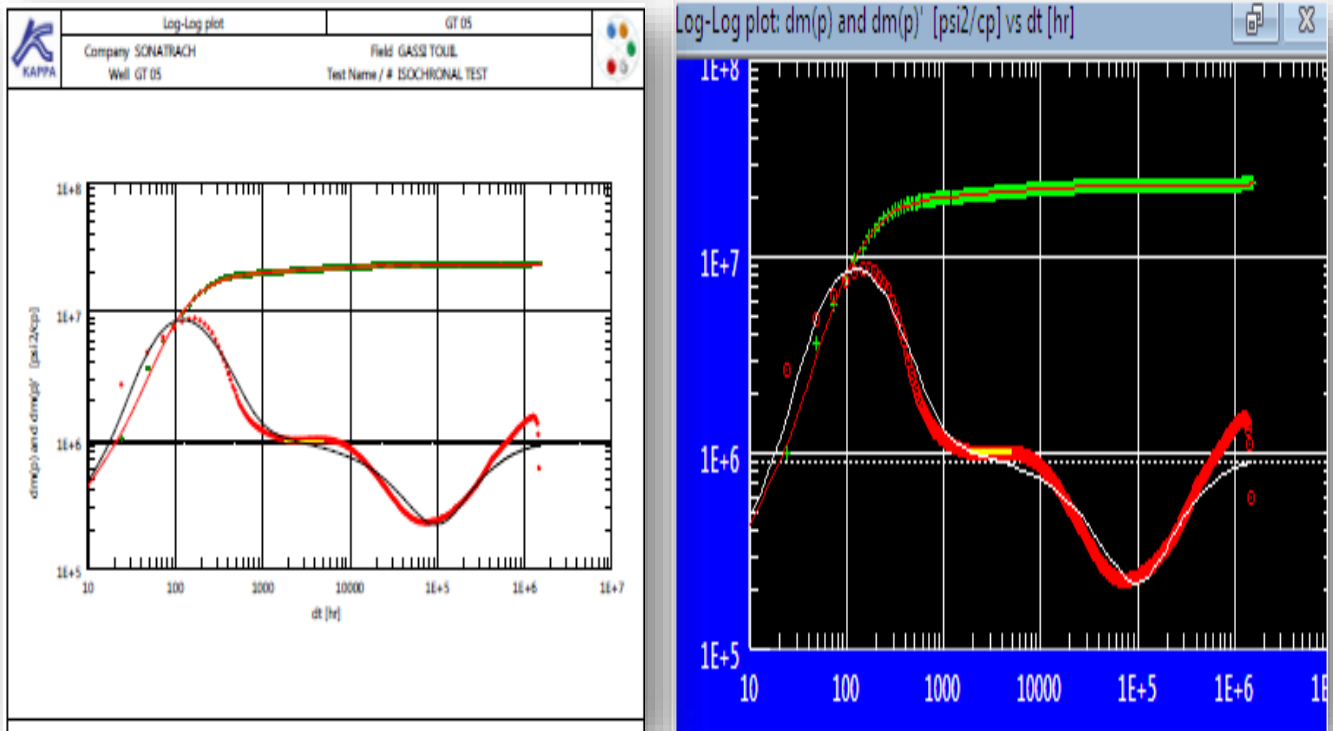 Log-Log plot
GT 05
KAPPA
Company SONATRACH
Field GASSI TOUIL
Well GT 05
Test Name / # ISOCHRONAL TEST
1E+8
1E+7
1E+6
1E+5
dm(p) and dm(p)' [psi2/cp]
10
100
1000
10000
1E+5
1E+6
1E+7
dt [hr]
Log-Log plot: dm(p) and dm(p)' [psi2/cp] vs dt [hr]
1E+8
1E+7
1E+6
1E+5
10
100
1000
10000
1E+5
1E+6